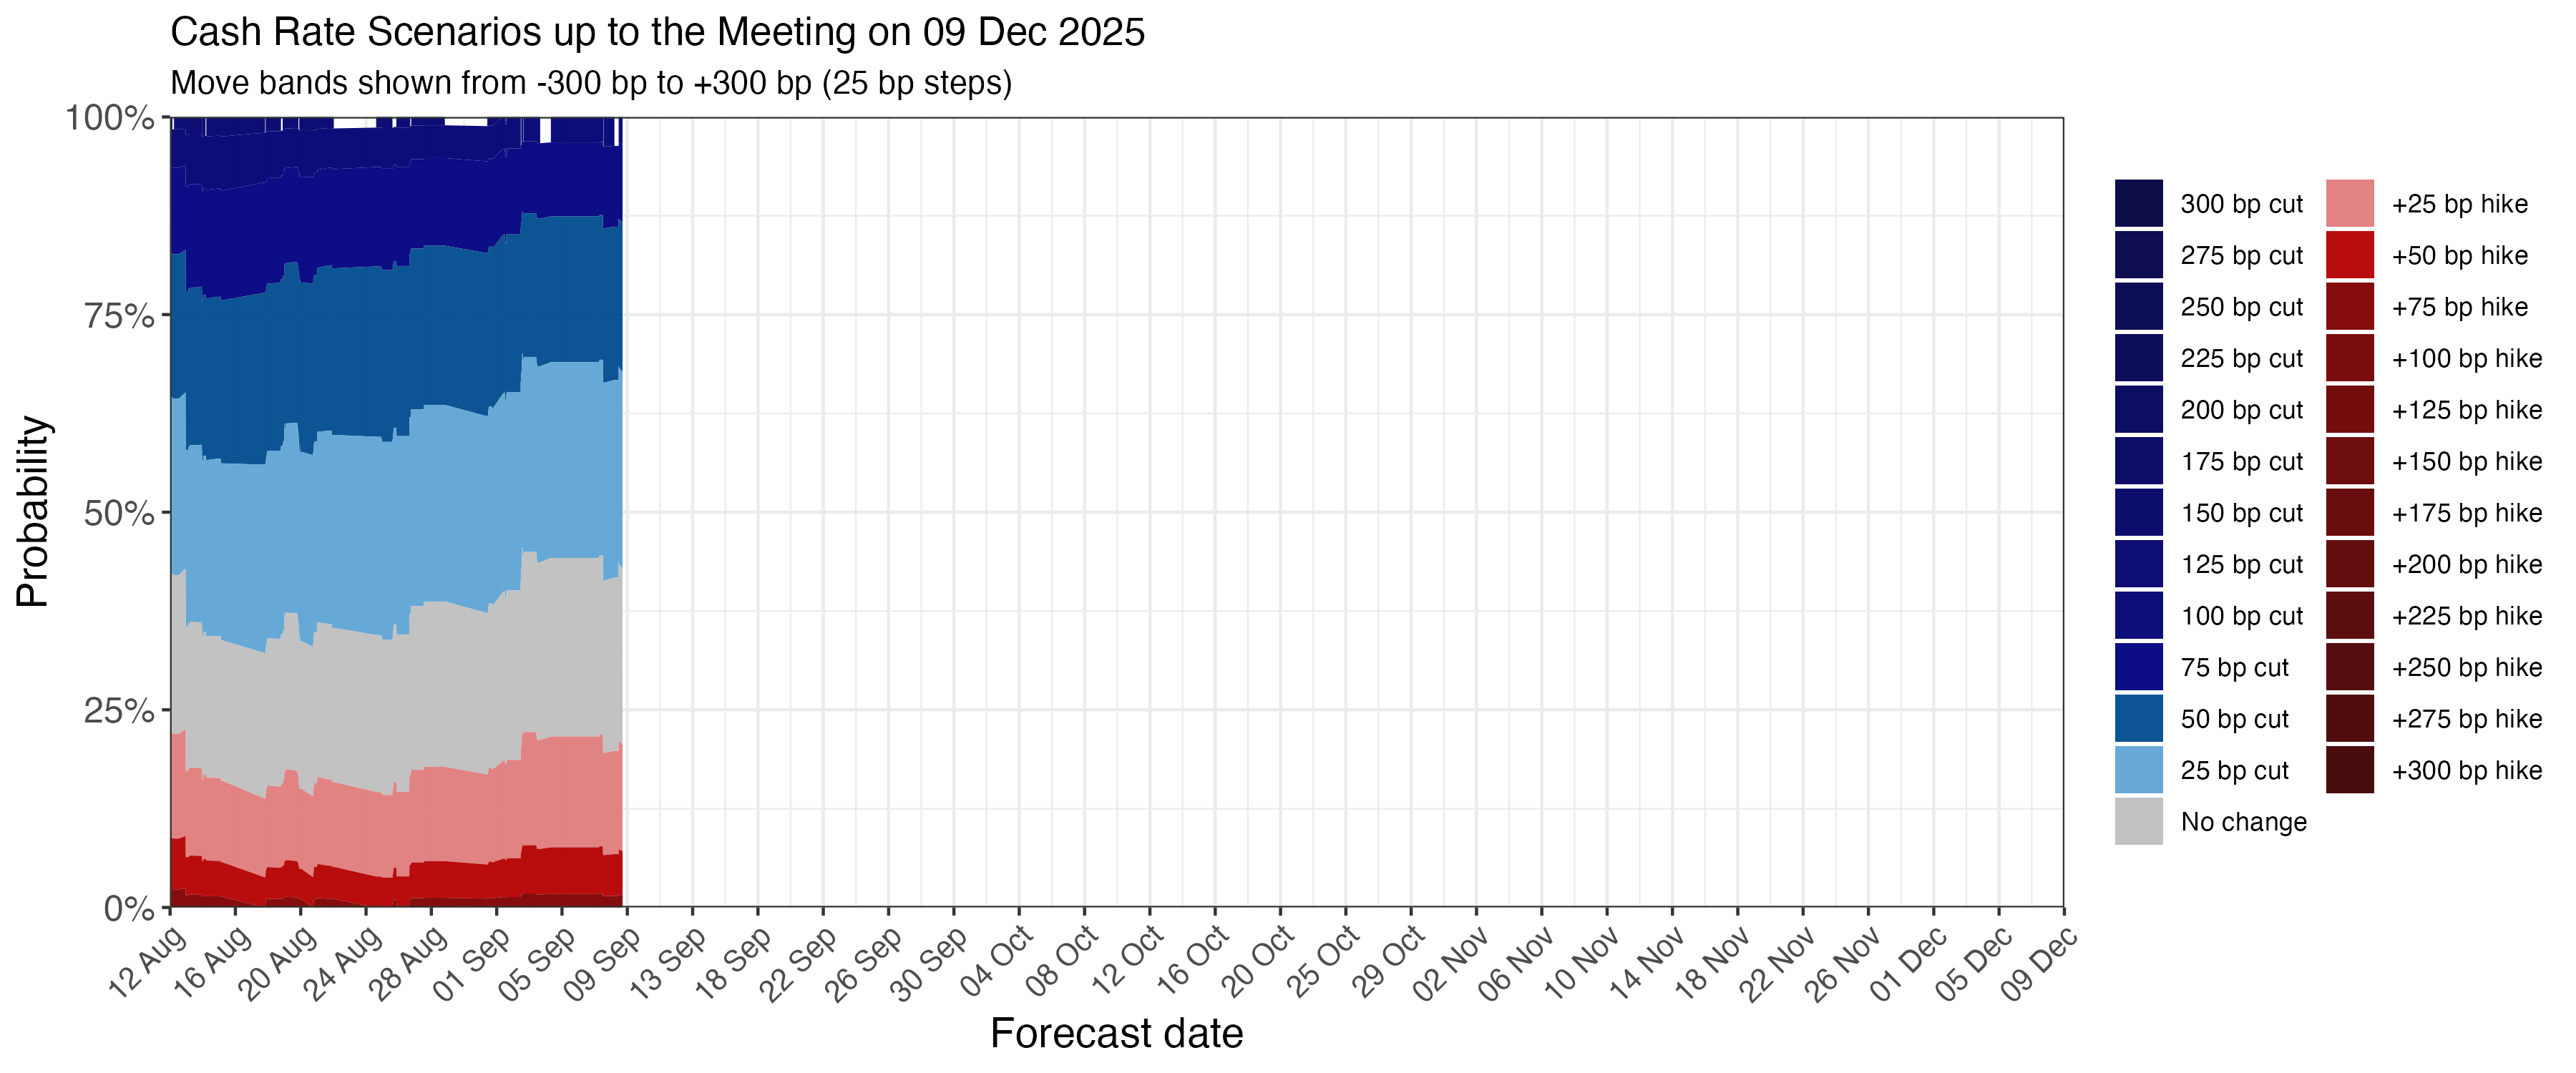 Cash Rate Scenarios up to the Meeting on 09 Dec 2025
Move bands shown from -300 bp to +300 bp (25 bp steps)
Probability
100%
75%
50%
25%
0%
12 Aug
16 Aug
20 Aug
24 Aug
28 Aug
01 Sep
05 Sep
09 Sep
13 Sep
18 Sep
22 Sep
26 Sep
30 Sep
04 Oct
08 Oct
12 Oct
16 Oct
20 Oct
25 Oct
29 Oct
02 Nov
06 Nov
10 Nov
14 Nov
18 Nov
22 Nov
26 Nov
01 Dec
05 Dec
09 Dec
Forecast date
300 bp cut
275 bp cut
250 bp cut
225 bp cut
200 bp cut
175 bp cut
150 bp cut
125 bp cut
100 bp cut
75 bp cut
50 bp cut
25 bp cut
No change
+25 bp hike
+50 bp hike
+75 bp hike
+100 bp hike
+125 bp hike
+150 bp hike
+175 bp hike
+200 bp hike
+225 bp hike
+250 bp hike
+275 bp hike
+300 bp hike